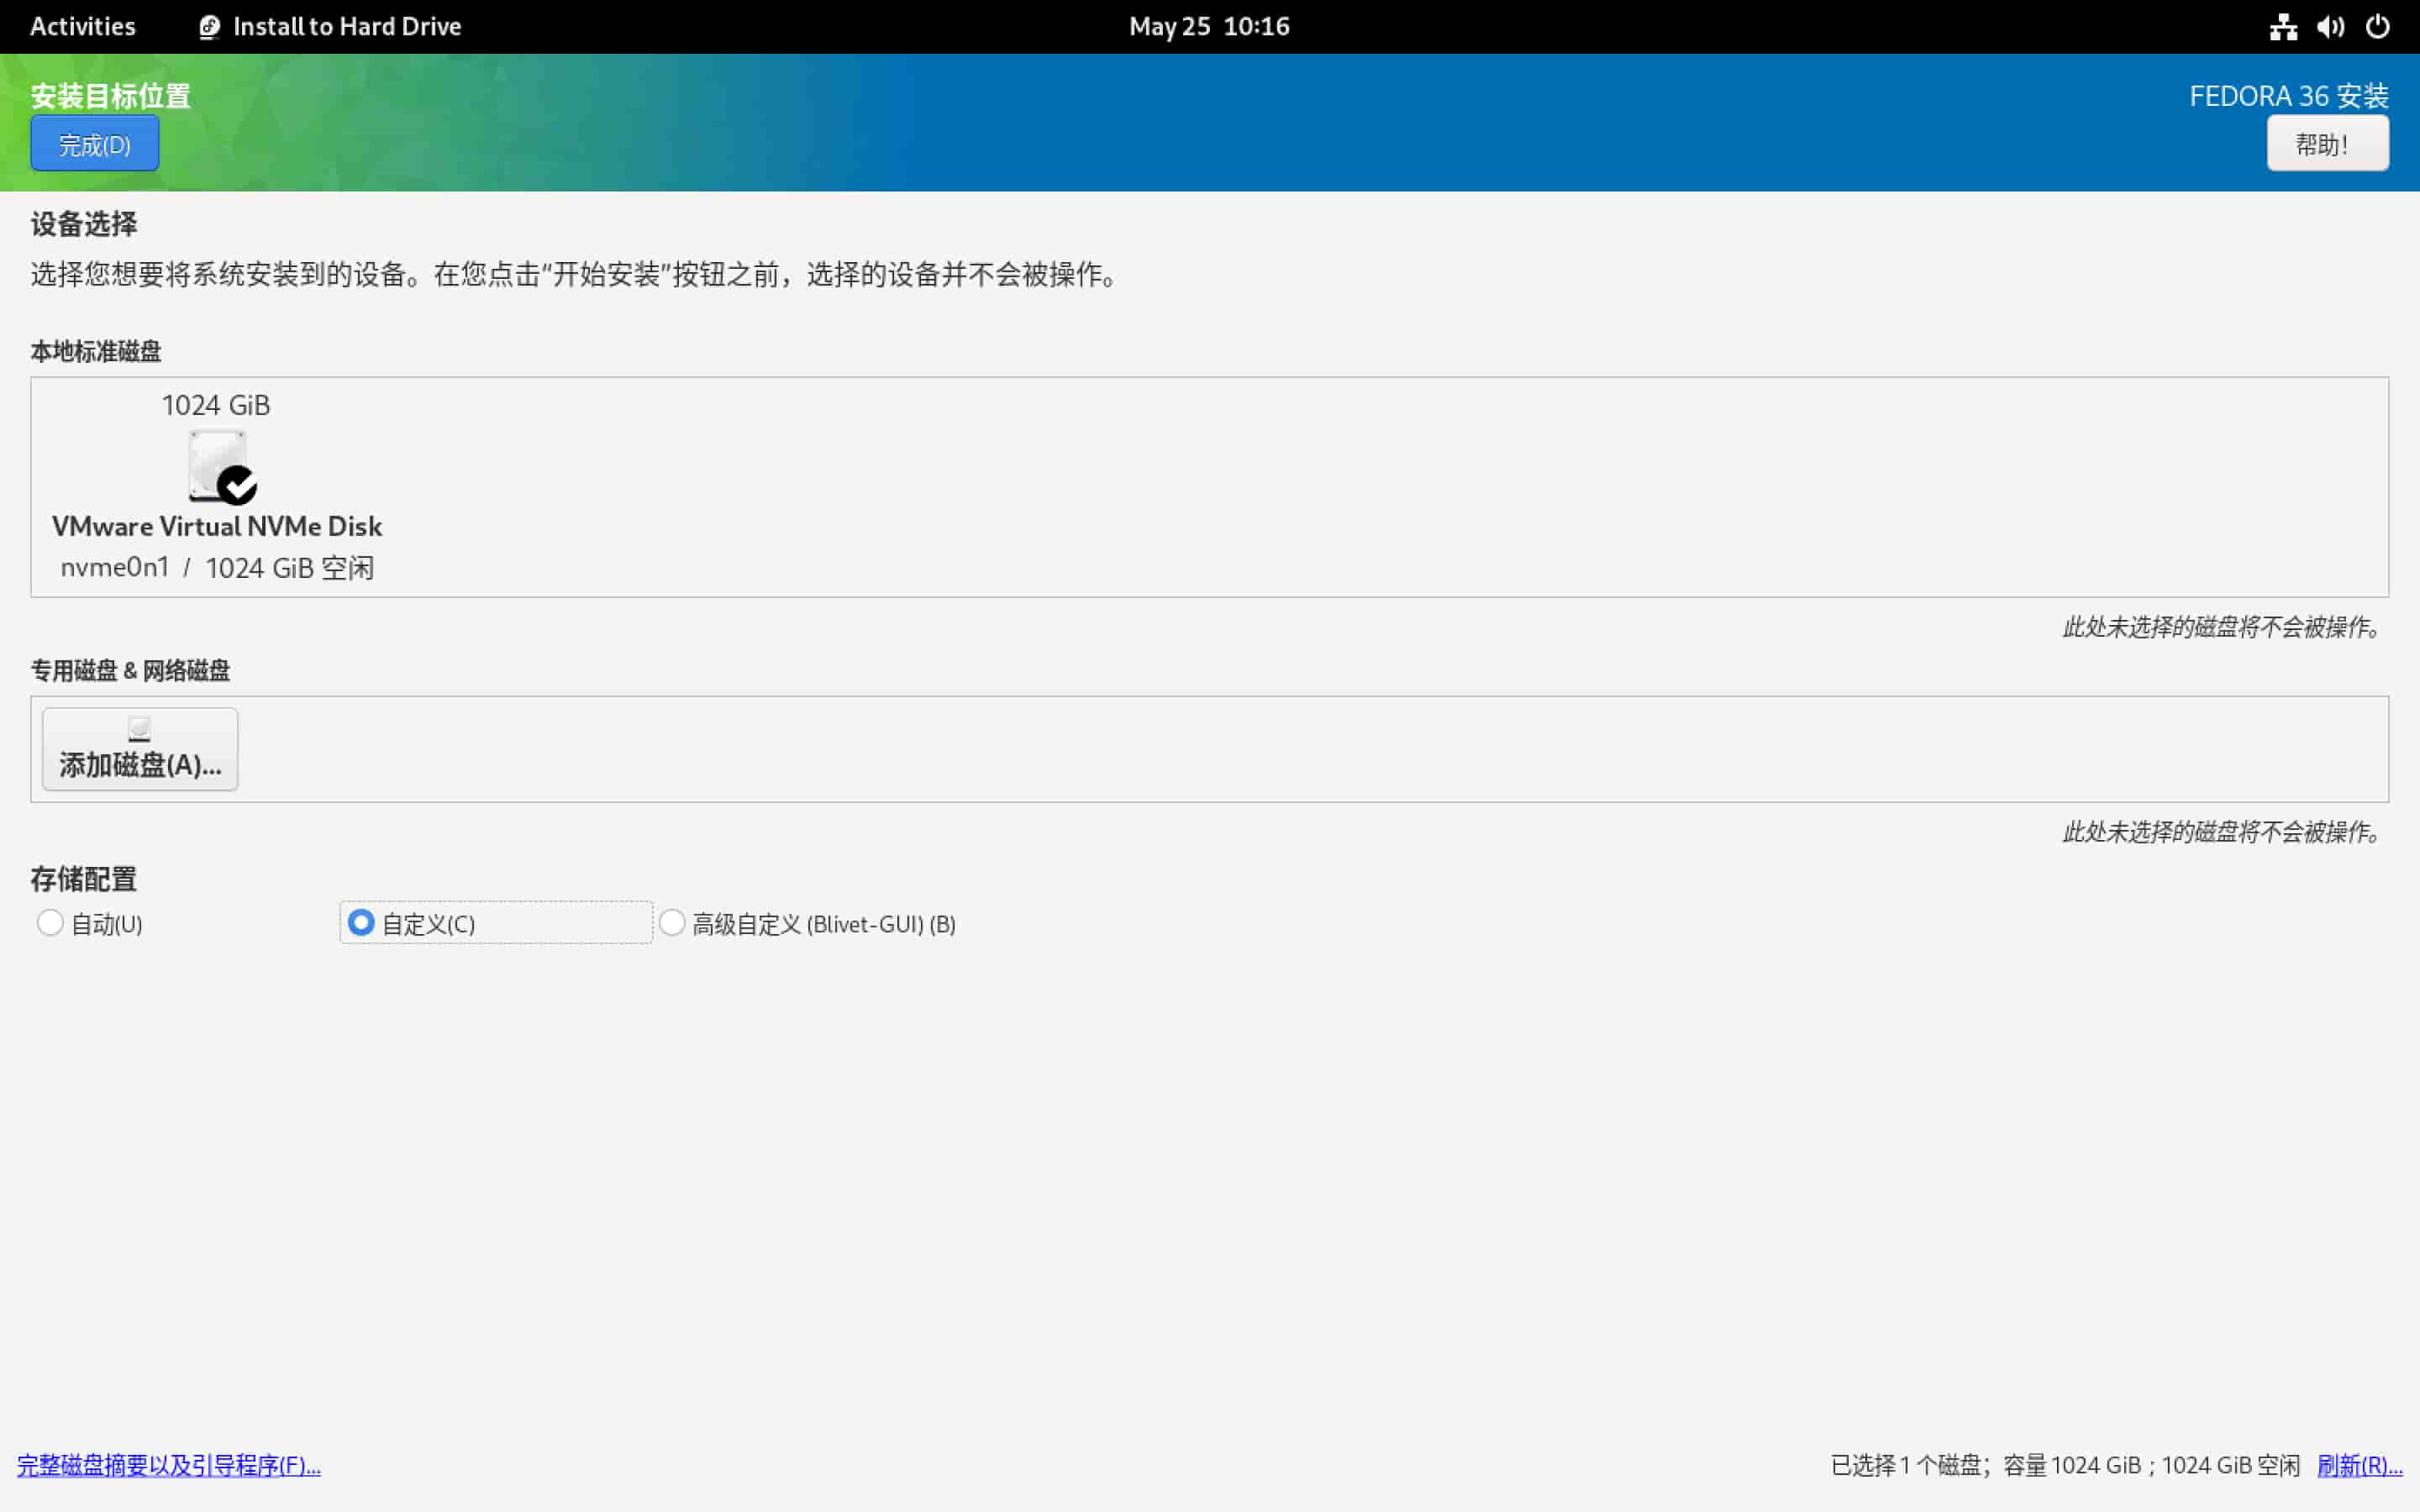 Activities Install to Hard Drive May 25 10:16
安装目标位置 FEDORA 36 安装
完成(D) 帮助!
设备选择
选择您想要将系统安装到的设备。在您点击“开始安装”按钮之前，选择的设备并不会被操作。
本地标准磁盘
1024 GiB
VMware Virtual NVMe Disk
nvme0n1 / 1024 GiB 空闲
此处未选择的磁盘将不会被操作。
专用磁盘 & 网络磁盘
添加磁盘(A)...
此处未选择的磁盘将不会被操作。
存储配置
自动(U) 自定义(C) 高级自定义 (Blivet-GUI) (B)
完整磁盘摘要以及引导程序(F)... 已选择 1 个磁盘；容量 1024 GiB ; 1024 GiB 空闲 刷新(R)...